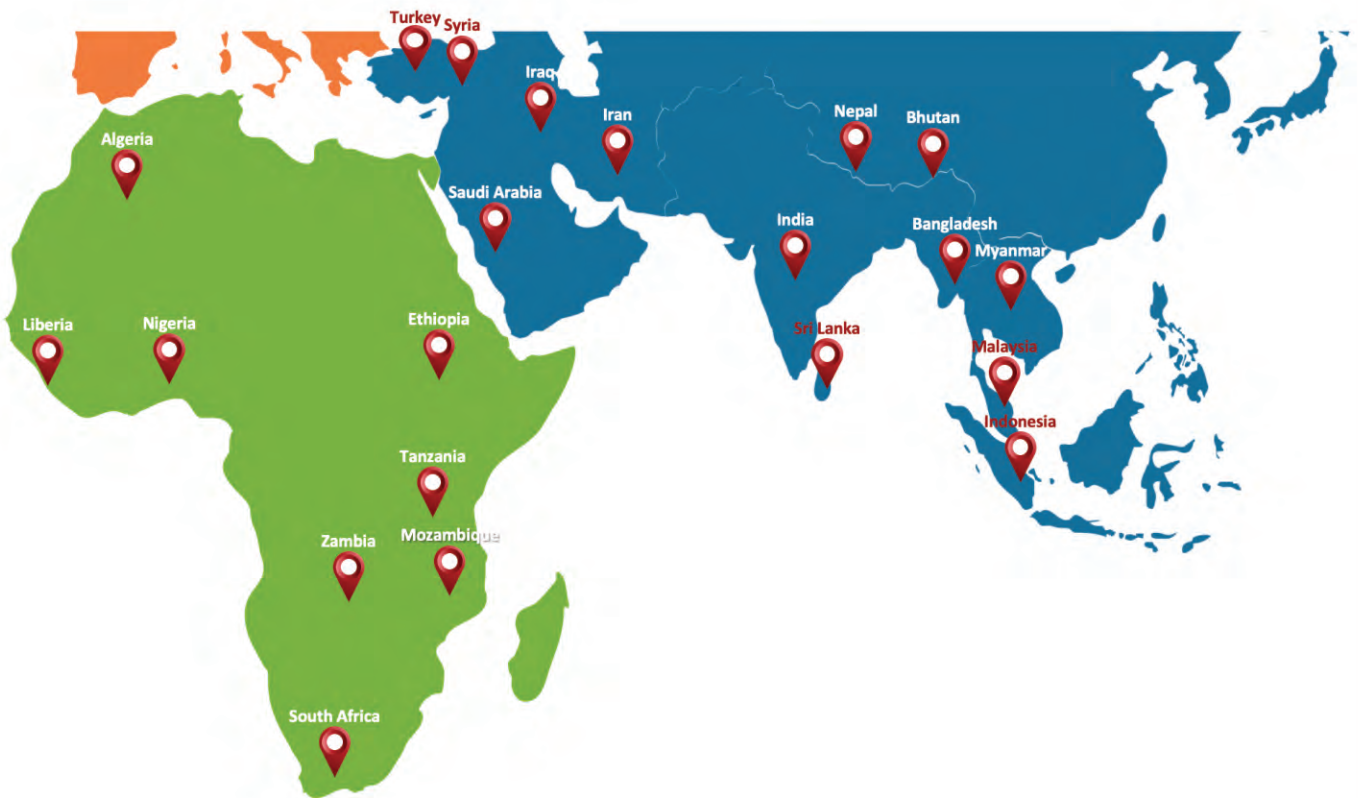 Turkey
Syria
Iraq
Iran
Nepal
Bhutan
Algeria
Saudi Arabia
India
Bangladesh
Myanmar
Liberia
Nigeria
Ethiopia
Sri Lanka
Malaysia
Indonesia
Tanzania
Zambia
Mozambique
South Africa